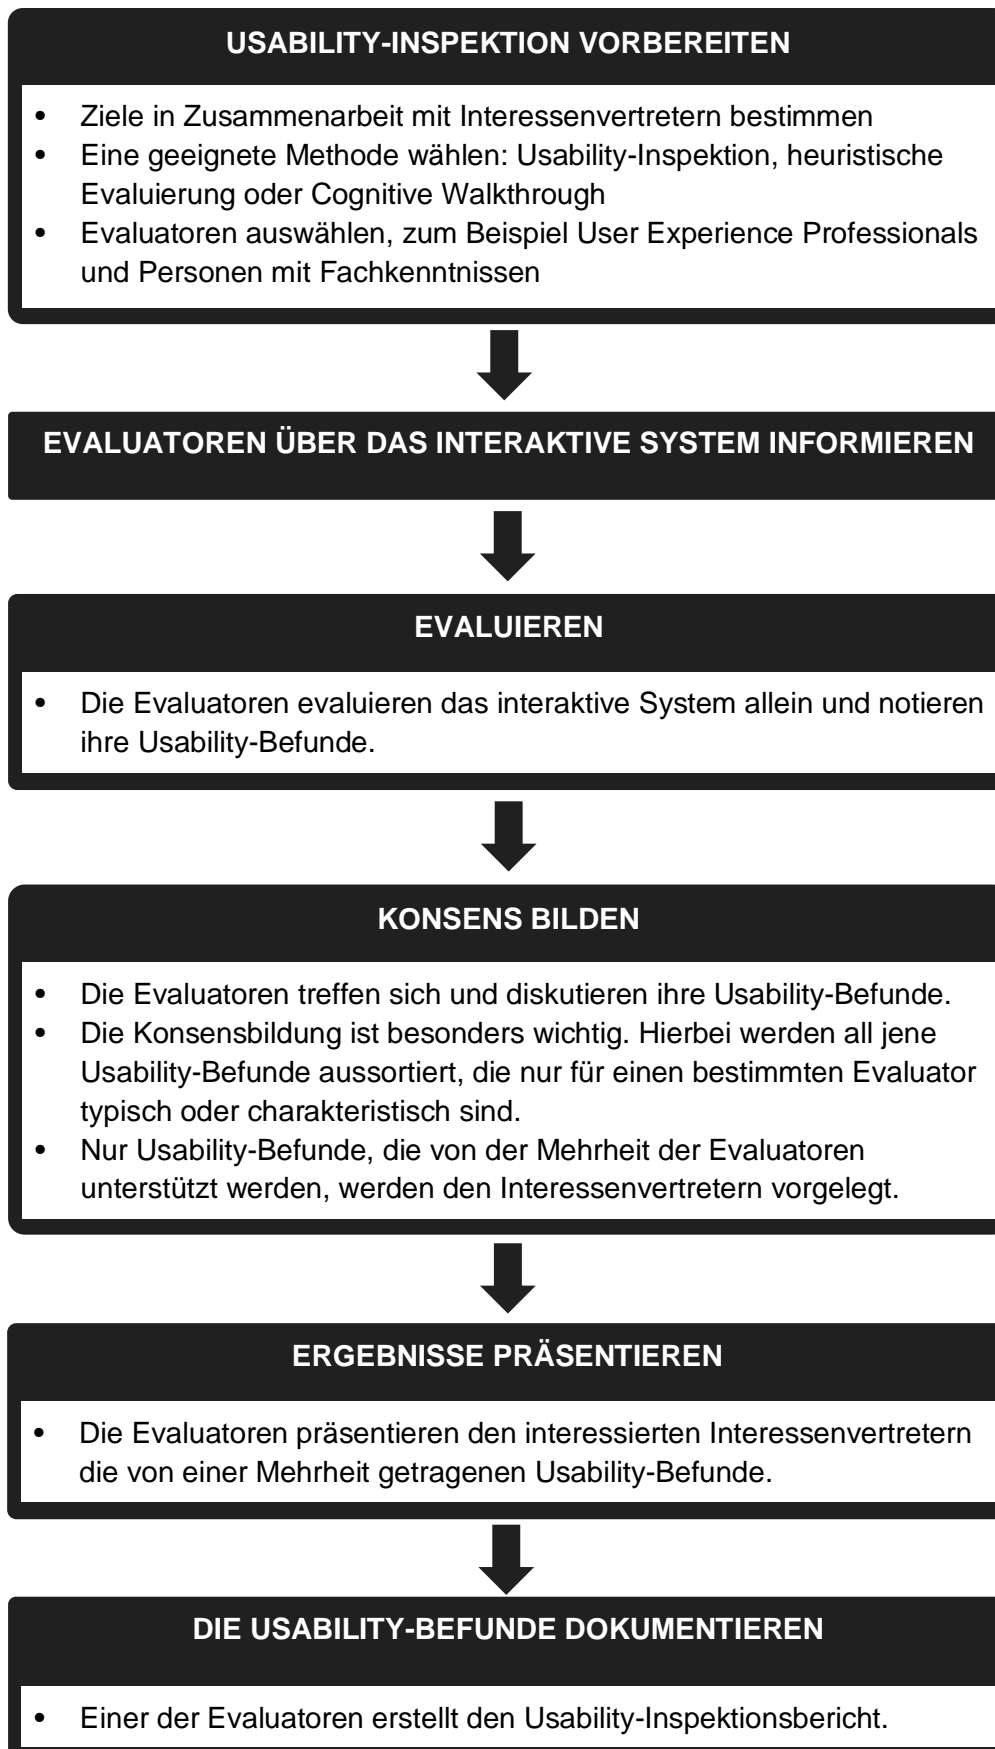 USABILITY-INSPEKTION VORBEREITEN
• Ziele in Zusammenarbeit mit Interessenvertretern bestimmen
• Eine geeignete Methode wählen: Usability-Inspektion, heuristische
Evaluierung oder Cognitive Walkthrough
• Evaluatoren auswählen, zum Beispiel User Experience Professionals
und Personen mit Fachkenntnissen
EVALUATOREN ÜBER DAS INTERAKTIVE SYSTEM INFORMIEREN
EVALUIEREN
• Die Evaluatoren evaluieren das interaktive System allein und notieren
ihre Usability-Befunde.
KONSENS BILDEN
• Die Evaluatoren treffen sich und diskutieren ihre Usability-Befunde.
• Die Konsensbildung ist besonders wichtig. Hierbei werden all jene
Usability-Befunde aussortiert, die nur für einen bestimmten Evaluator
typisch oder charakteristisch sind.
• Nur Usability-Befunde, die von der Mehrheit der Evaluatoren
unterstützt werden, werden den Interessenvertretern vorgelegt.
ERGEBNISSE PRÄSENTIEREN
• Die Evaluatoren präsentieren den interessierten Interessenvertretern
die von einer Mehrheit getragenen Usability-Befunde.
DIE USABILITY-BEFUNDE DOKUMENTIEREN
• Einer der Evaluatoren erstellt den Usability-Inspektionsbericht.